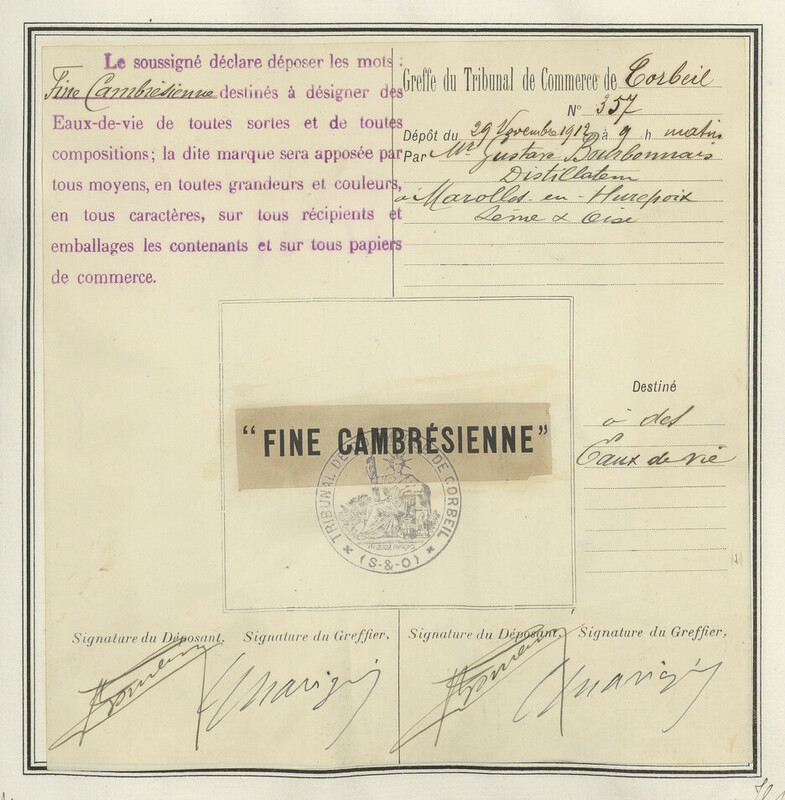 Le soussigné déclare déposer les mots :
Fine Cambrésienne destinés à désigner des
Eaux-de-vie de toutes sortes et de toutes
compositions; la dite marque sera apposée par
tous moyens, en toutes grandeurs et couleurs,
en tous caractères, sur tous récipients et
emballages les contenants et sur tous papiers
de commerce.
Greffe du Tribunal de Commerce de Corbeil
N° 357
Dépôt du 29 Novembre 1912 à 9 h matin
Par Mr Gustave Bourbonnais
Distillateur
à Marolles-en-Hurepoix
Seine & Oise
"FINE CAMBRÉSIENNE"
TRIBUNAL DE DE CORBEIL
(S-&-O)
Destiné
à des
Eaux de vie
Signature du Déposant. Signature du Greffier.
Signature du Déposant. Signature du Greffier.